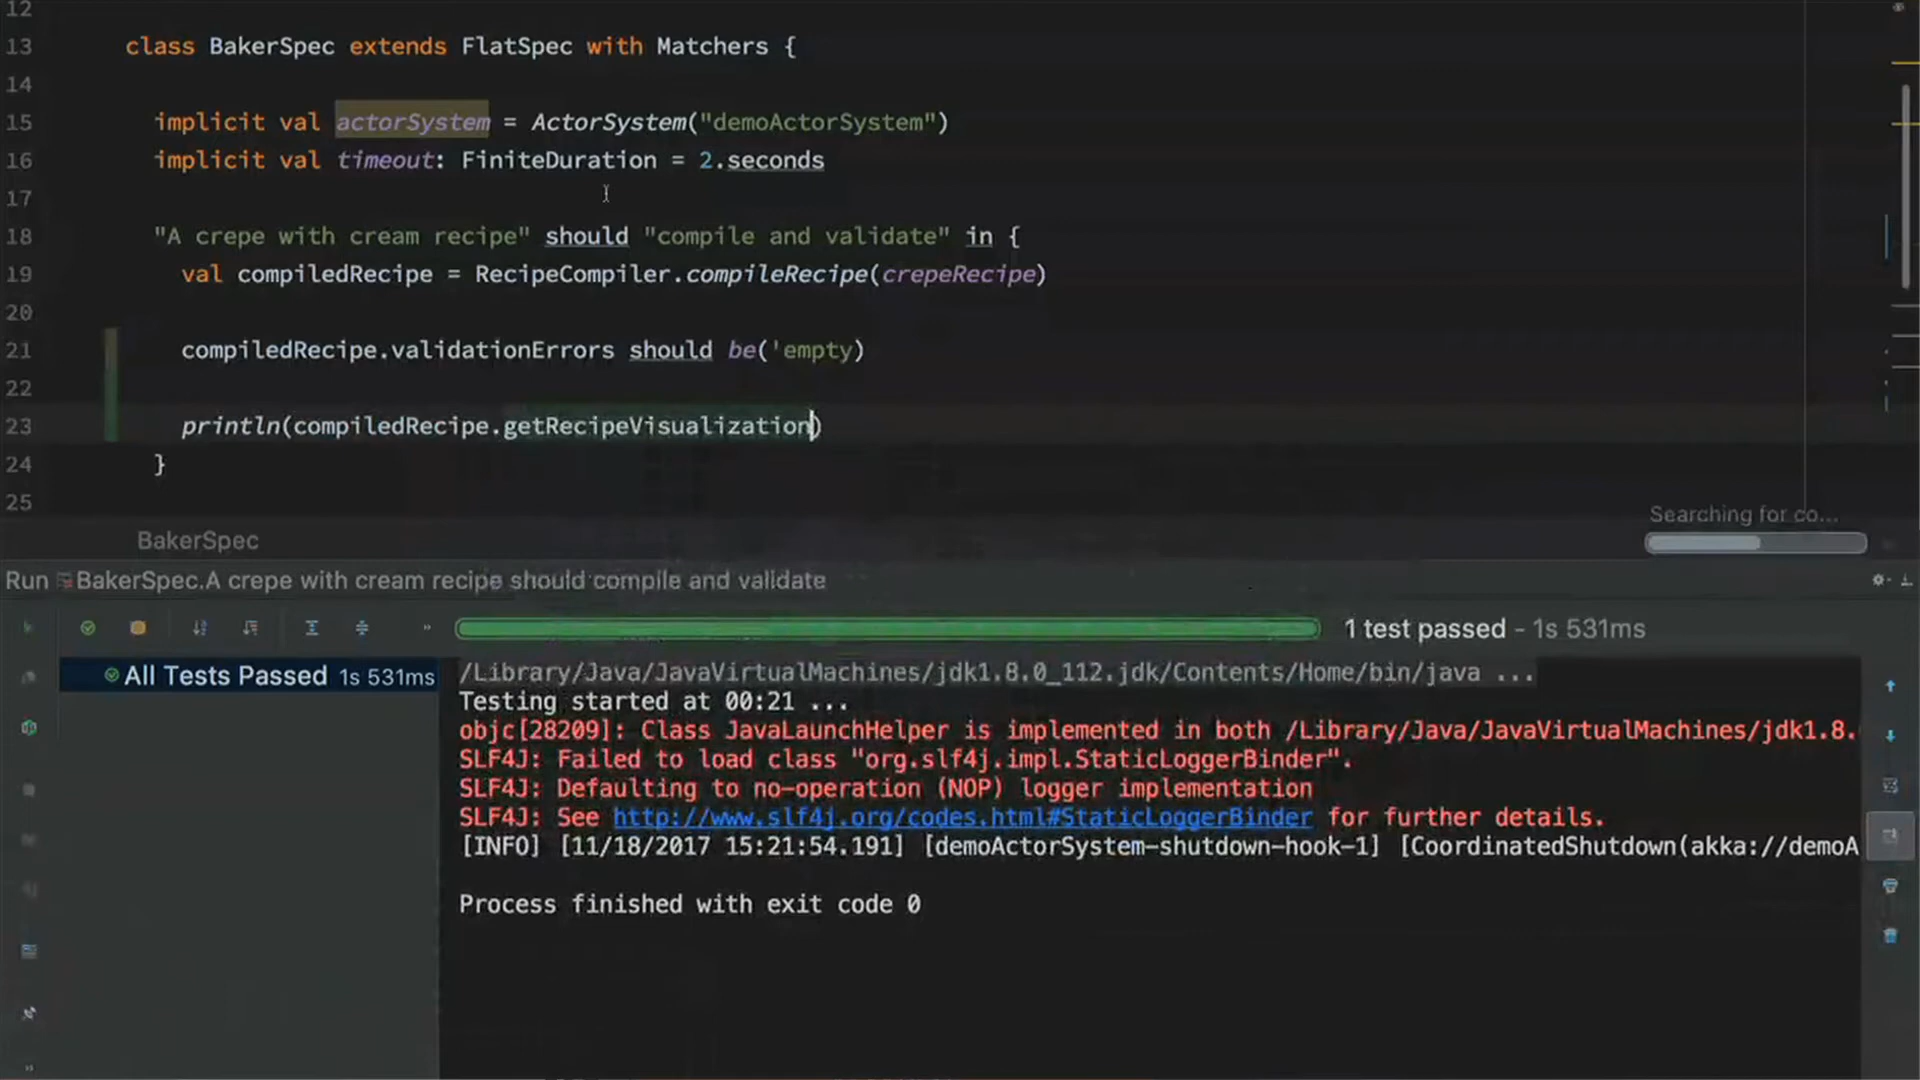 12
13 class BakerSpec extends FlatSpec with Matchers {
14
15 implicit val actorSystem = ActorSystem("demoActorSystem")
16 implicit val timeout: FiniteDuration = 2.seconds
17
18 "A crepe with cream recipe" should "compile and validate" in {
19 val compiledRecipe = RecipeCompiler.compileRecipe(crepeRecipe)
20
21 compiledRecipe.validationErrors should be('empty)
22
23 println(compiledRecipe.getRecipeVisualization)
24 }
25
Searching for co...
BakerSpec
Run BakerSpec.A crepe with cream recipe should compile and validate
1 test passed - 1s 531ms
All Tests Passed 1s 531ms
/Library/Java/JavaVirtualMachines/jdk1.8.0_112.jdk/Contents/Home/bin/java ...
Testing started at 00:21 ...
objc[28209]: Class JavaLaunchHelper is implemented in both /Library/Java/JavaVirtualMachines/jdk1.8.
SLF4J: Failed to load class "org.slf4j.impl.StaticLoggerBinder".
SLF4J: Defaulting to no-operation (NOP) logger implementation
SLF4J: See http://www.slf4j.org/codes.html#StaticLoggerBinder for further details.
[INFO] [11/18/2017 15:21:54.191] [demoActorSystem-shutdown-hook-1] [CoordinatedShutdown(akka://demoA
Process finished with exit code 0